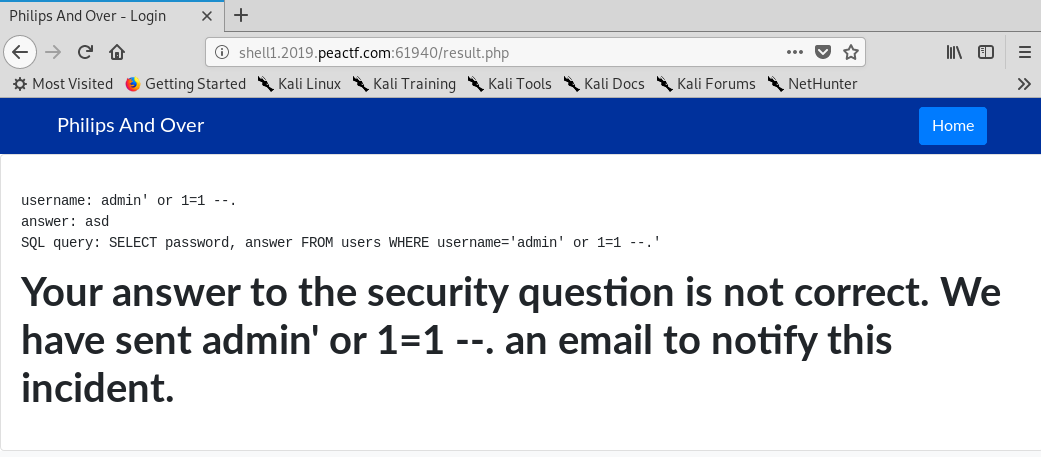 Philips And Over - Login
shell1.2019.peactf.com:61940/result.php
Most Visited Getting Started Kali Linux Kali Training Kali Tools Kali Docs Kali Forums NetHunter
Philips And Over Home
username: admin' or 1=1 --.
answer: asd
SQL query: SELECT password, answer FROM users WHERE username='admin' or 1=1 --.'
Your answer to the security question is not correct. We
have sent admin' or 1=1 --. an email to notify this
incident.